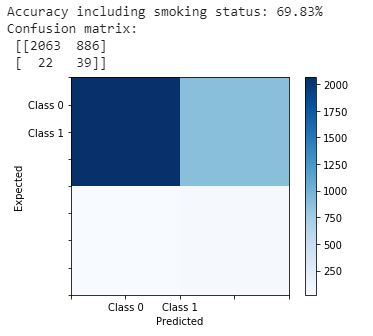 Accuracy including smoking status: 69.83%
Confusion matrix:
[[2063 886]
[ 22 39]]
Class 0
Class 1
Expected
Class 0 Class 1
Predicted
2000
1750
1500
1250
1000
750
500
250